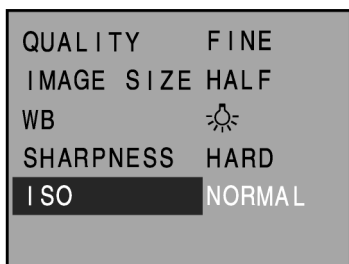 QUALITY FINE
IMAGE SIZE HALF
WB
SHARPNESS HARD
ISO NORMAL